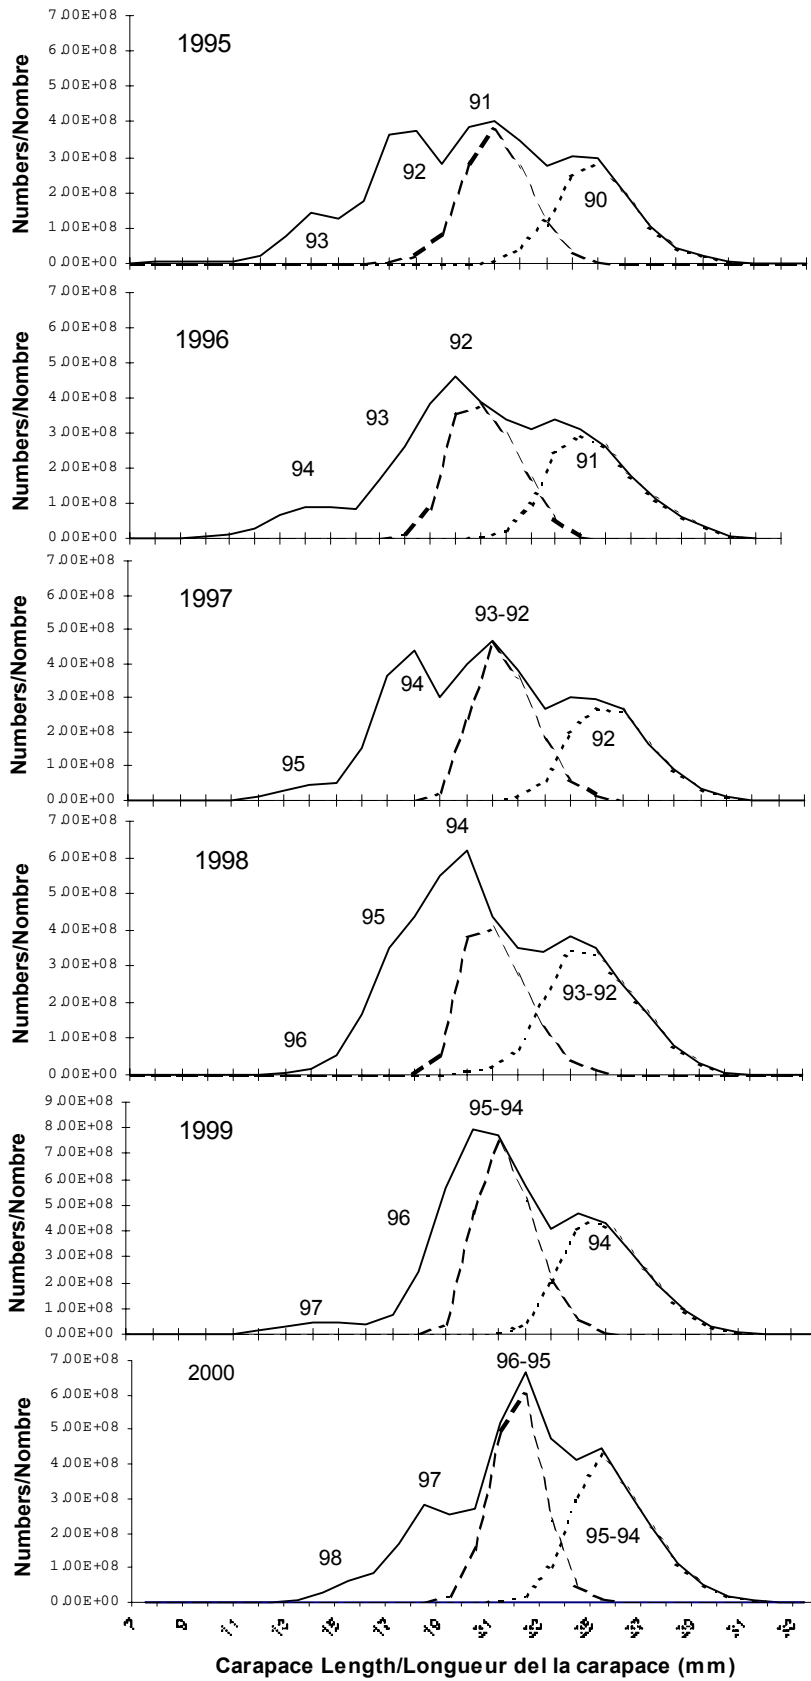 7.00E+08
6.00E+08
5.00E+08
4.00E+08
3.00E+08
2.00E+08
1.00E+08
0.00E+00
Numbers/Nombre
1995
93
92
91
90
7.00E+08
6.00E+08
5.00E+08
4.00E+08
3.00E+08
2.00E+08
1.00E+08
0.00E+00
Numbers/Nombre
1996
94
93
92
91
7.00E+08
6.00E+08
5.00E+08
4.00E+08
3.00E+08
2.00E+08
1.00E+08
0.00E+00
Numbers/Nombre
1997
95
94
93-92
92
7.00E+08
6.00E+08
5.00E+08
4.00E+08
3.00E+08
2.00E+08
1.00E+08
0.00E+00
Numbers/Nombre
1998
96
95
94
93-92
9.00E+08
8.00E+08
7.00E+08
6.00E+08
5.00E+08
4.00E+08
3.00E+08
2.00E+08
1.00E+08
0.00E+00
Numbers/Nombre
1999
97
96
95-94
94
7.00E+08
6.00E+08
5.00E+08
4.00E+08
3.00E+08
2.00E+08
1.00E+08
0.00E+00
Numbers/Nombre
2000
98
97
96-95
95-94
Carapace Length/Longueur del la carapace (mm)